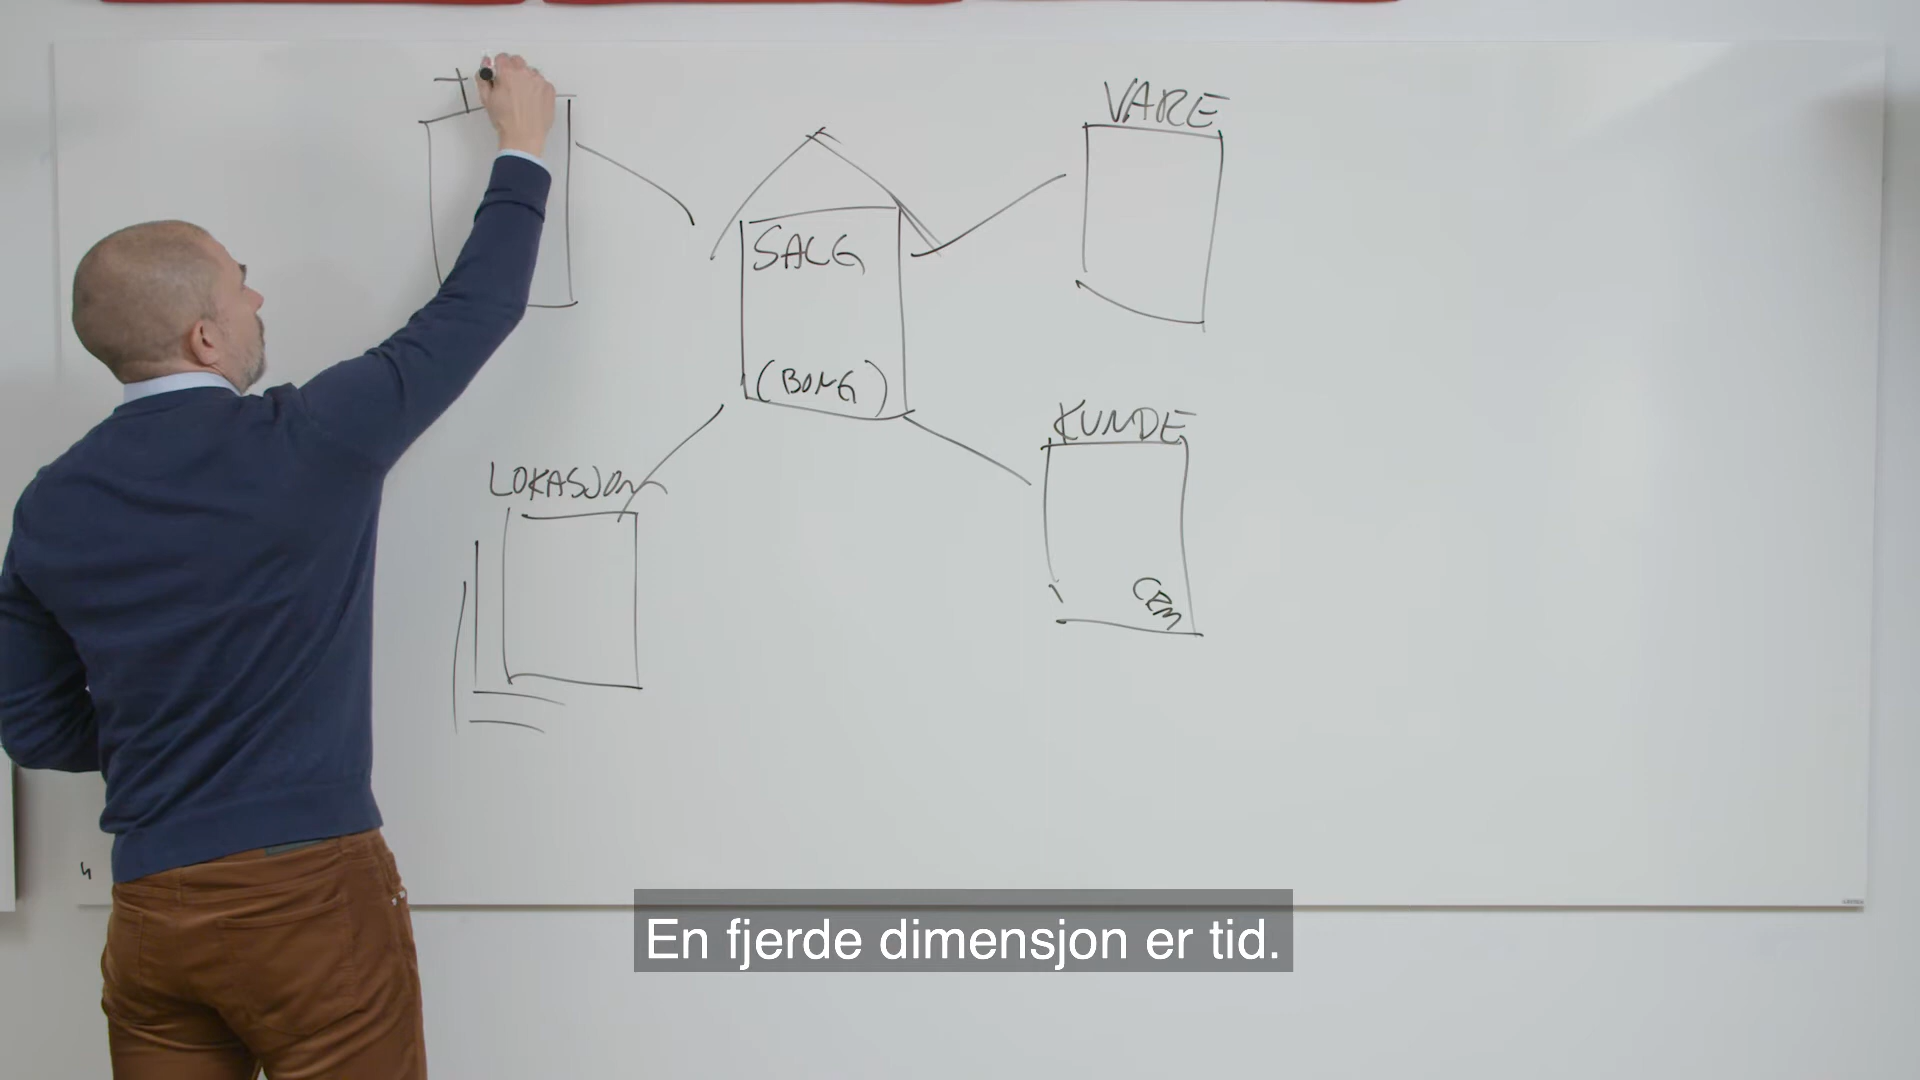 T
VARE
SALG
(BONG)
KUNDE
LOKASJON
CRM
En fjerde dimensjon er tid.